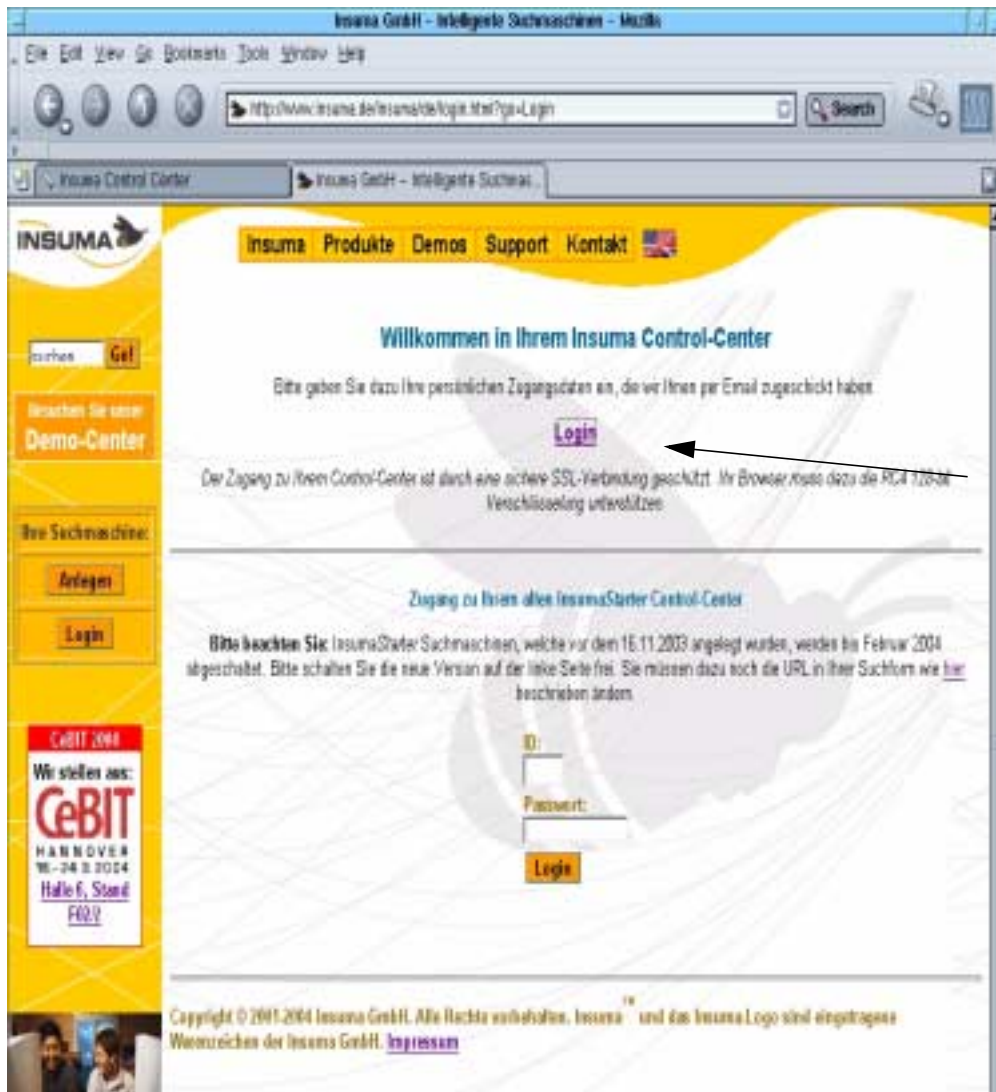 Insuma GmbH - Intelligente Suchmaschinen - Mozilla
File Edit View Go Bookmarks Tools Window Help
http://www.insuma.de/insuma/de/login.html?go=Login
Search
Insuma Control Center
Insuma GmbH - Intelligente Suchmas...
INSUMA
Insuma Produkte Demos Support Kontakt
suchen Go!
Besuchen Sie unser
Demo-Center
Ihre Suchmaschine:
Anlegen
Login
CeBIT 2004
Wir stellen aus:
CeBIT
HANNOVER
18.-24.3.2004
Halle 6, Stand
F02/2
Willkommen in Ihrem Insuma Control-Center
Bitte geben Sie dazu Ihre persönlichen Zugangsdaten ein, die wir Ihnen per Email zugeschickt haben
Login
Der Zugang zu Ihrem Control-Center ist durch eine sichere SSL-Verbindung geschützt. Ihr Browser muss dazu die RC4 128-bit
Verschlüsselung unterstützen
Zugang zu Ihrem alten InsumaStarter Control-Center
Bitte beachten Sie: InsumaStarter Suchmaschinen, welche vor dem 16.11.2003 angelegt wurden, werden bis Februar 2004
abgeschaltet. Bitte schalten Sie die neue Version auf der linke Seite frei. Sie müssen dazu noch die URL in Ihrer Suchform wie hier
beschrieben ändern.
ID:
Passwort:
Login
Copyright © 2001-2004 Insuma GmbH. Alle Rechte vorbehalten. Insuma ™ und das Insuma Logo sind eingetragene
Warenzeichen der Insuma GmbH. Impressum